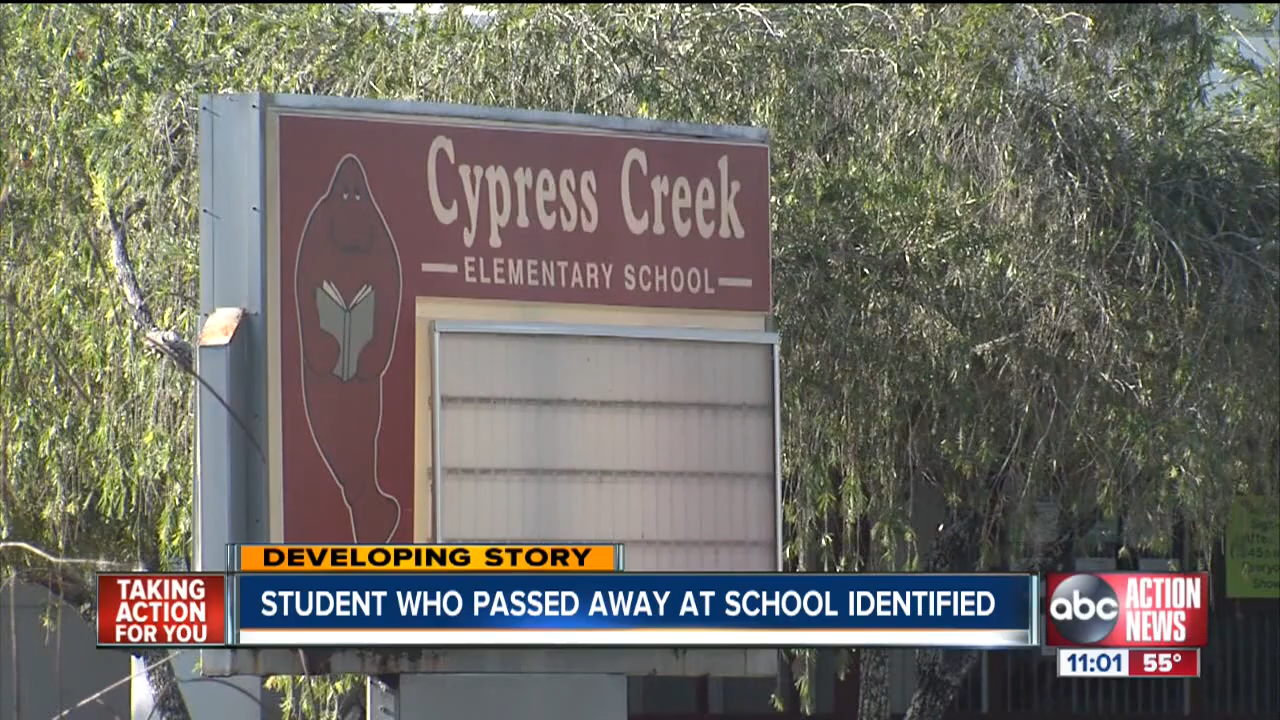 Cypress Creek
ELEMENTARY SCHOOL
DEVELOPING STORY
TAKING
ACTION
FOR YOU
STUDENT WHO PASSED AWAY AT SCHOOL IDENTIFIED
abc ACTION
NEWS
11:01 55°